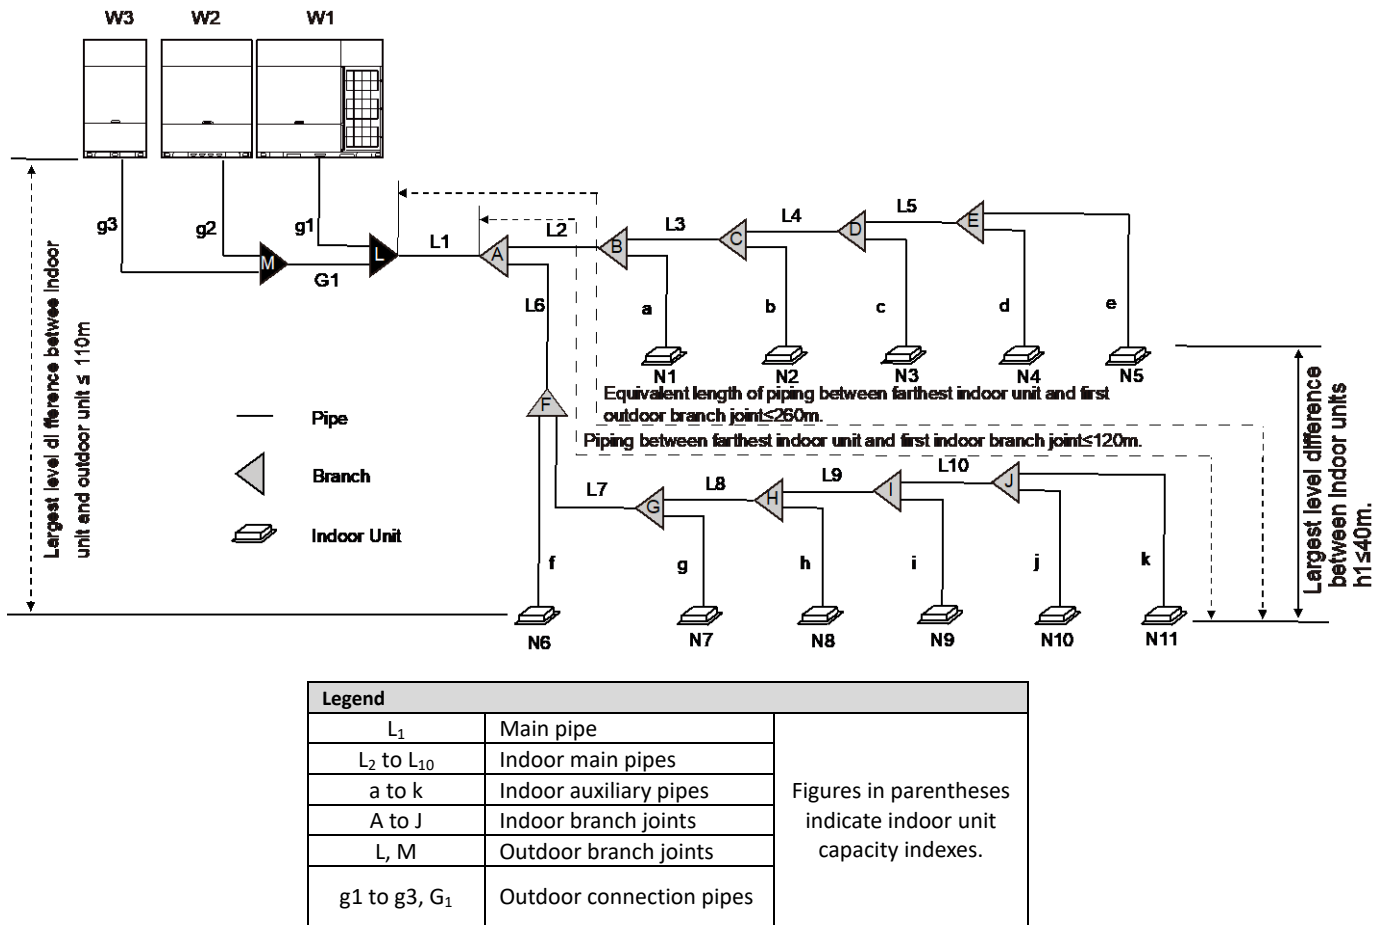 W3
W2
W1
g3
g2
g1
M
G1
L
L1
A
L2
B
L3
C
L4
D
L5
E
L6
a
b
c
d
e
N1
N2
N3
N4
N5
Largest level di fference betwee Indoor
unit and outdoor unit ≤ 110m
Equivalent length of piping between farthest indoor unit and first
outdoor branch joint≤260m.
Piping between farthest indoor unit and first indoor branch joint≤120m.
Largest level difference
between Indoor units
h1≤40m.
Pipe
Branch
Indoor Unit
F
L7
G
L8
H
L9
I
L10
J
f
g
h
i
j
k
N6
N7
N8
N9
N10
N11
Legend
L1 Main pipe
L2 to L10 Indoor main pipes
a to k Indoor auxiliary pipes
A to J Indoor branch joints
L, M Outdoor branch joints
g1 to g3, G1 Outdoor connection pipes
Figures in parentheses
indicate indoor unit
capacity indexes.